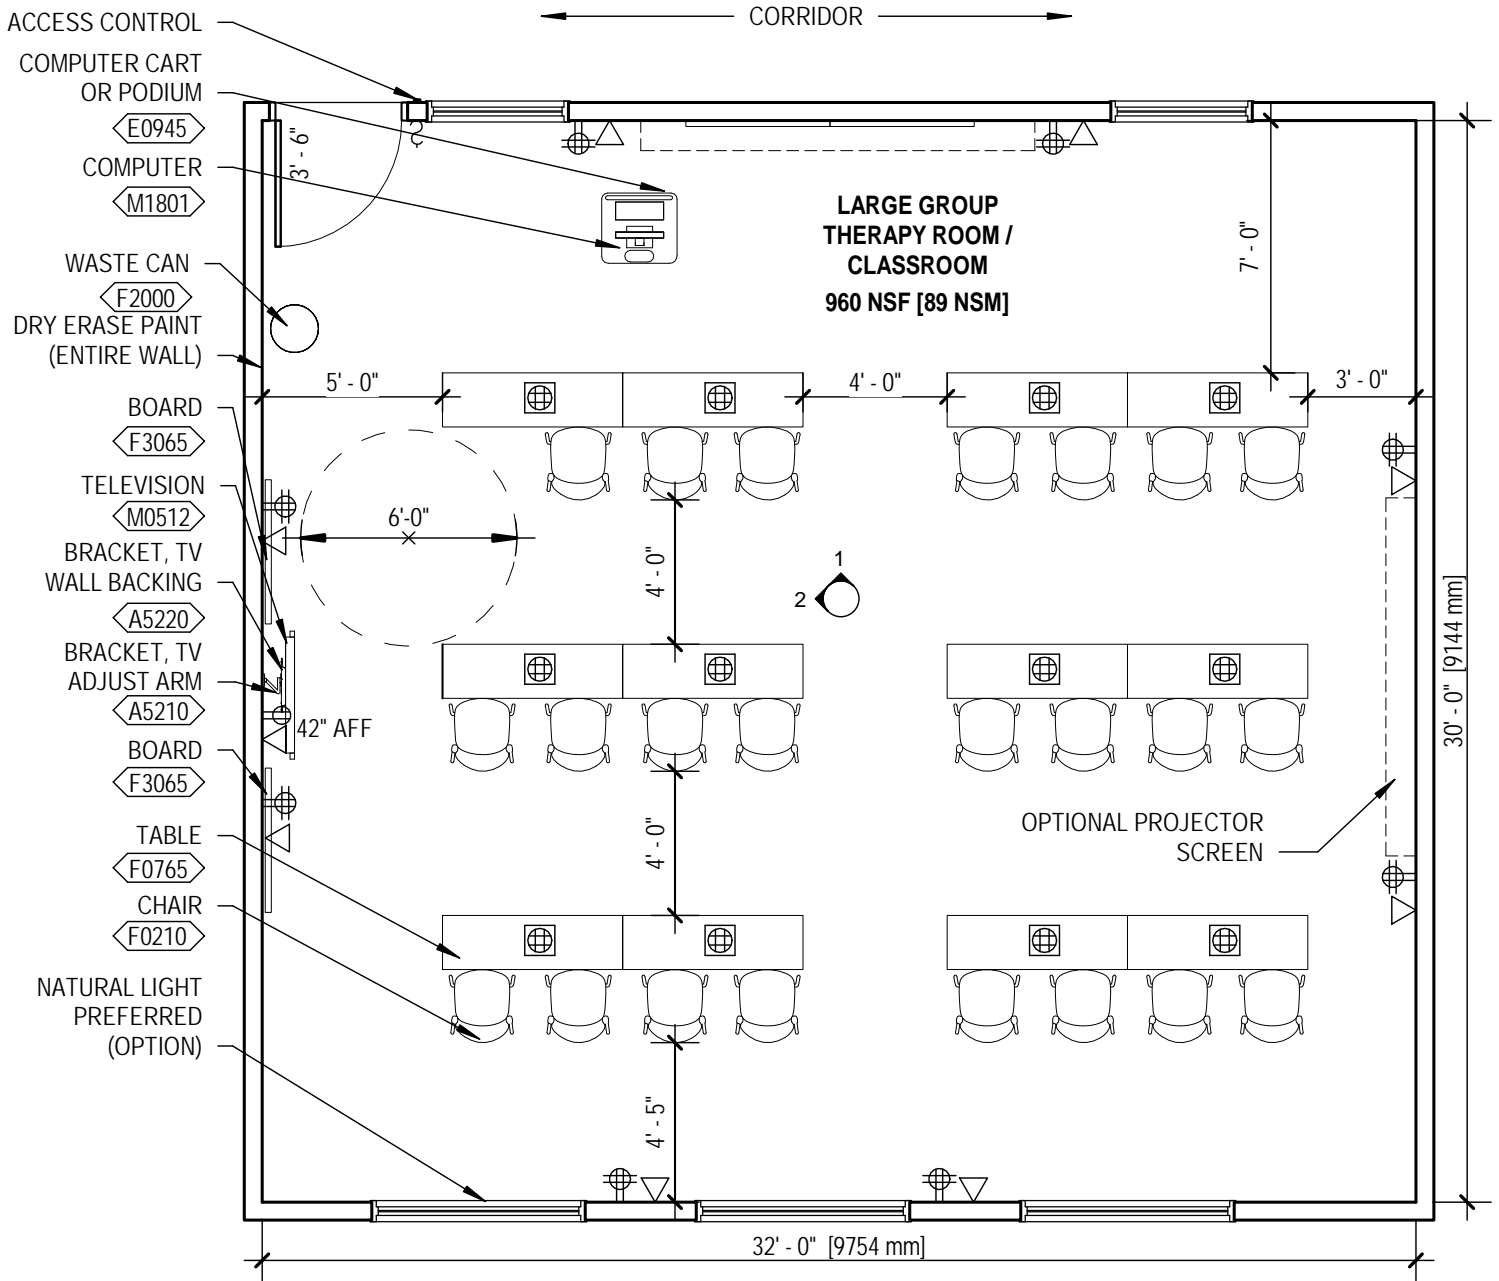 CORRIDOR
ACCESS CONTROL
COMPUTER CART
OR PODIUM
E0945
COMPUTER
M1801
WASTE CAN
F2000
DRY ERASE PAINT
(ENTIRE WALL)
BOARD
F3065
TELEVISION
M0512
BRACKET, TV
WALL BACKING
A5220
BRACKET, TV
ADJUST ARM
A5210
BOARD
F3065
TABLE
F0765
CHAIR
F0210
NATURAL LIGHT
PREFERRED
(OPTION)
3' - 6"
LARGE GROUP
THERAPY ROOM /
CLASSROOM
960 NSF [89 NSM]
7' - 0"
5' - 0"
4' - 0"
3' - 0"
6'-0"
4' - 0"
1
2
42" AFF
4' - 0"
OPTIONAL PROJECTOR
SCREEN
4' - 5"
30' - 0" [9144 mm]
32' - 0" [9754 mm]